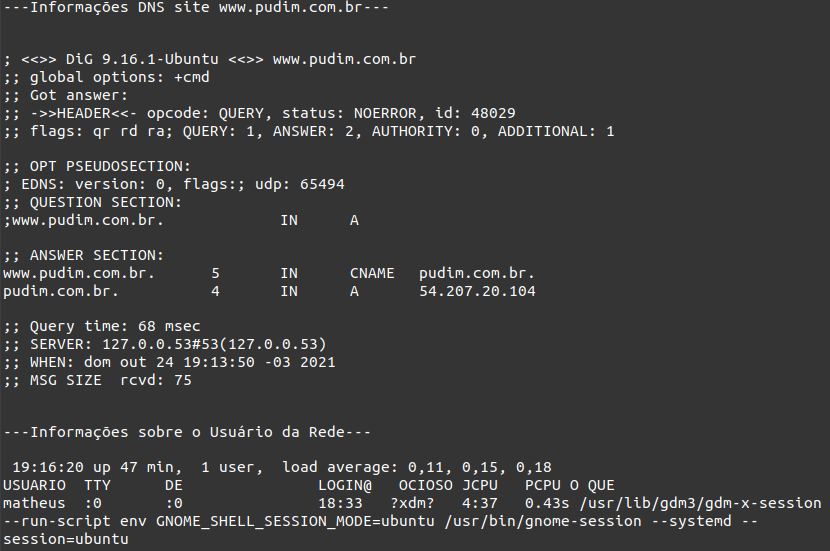 ---Informações DNS site www.pudim.com.br---
; <<>> DiG 9.16.1-Ubuntu <<>> www.pudim.com.br
;; global options: +cmd
;; Got answer:
;; ->>HEADER<<- opcode: QUERY, status: NOERROR, id: 48029
;; flags: qr rd ra; QUERY: 1, ANSWER: 2, AUTHORITY: 0, ADDITIONAL: 1
;; OPT PSEUDOSECTION:
; EDNS: version: 0, flags:; udp: 65494
;; QUESTION SECTION:
;www.pudim.com.br. IN A
;; ANSWER SECTION:
www.pudim.com.br. 5 IN CNAME pudim.com.br.
pudim.com.br. 4 IN A 54.207.20.104
;; Query time: 68 msec
;; SERVER: 127.0.0.53#53(127.0.0.53)
;; WHEN: dom out 24 19:13:50 -03 2021
;; MSG SIZE rcvd: 75
---Informações sobre o Usuário da Rede---
19:16:20 up 47 min, 1 user, load average: 0,11, 0,15, 0,18
USUARIO TTY DE LOGIN@ OCIOSO JCPU PCPU O QUE
matheus :0 :0 18:33 ?xdm? 4:37 0.43s /usr/lib/gdm3/gdm-x-session
--run-script env GNOME_SHELL_SESSION_MODE=ubuntu /usr/bin/gnome-session --systemd --
session=ubuntu